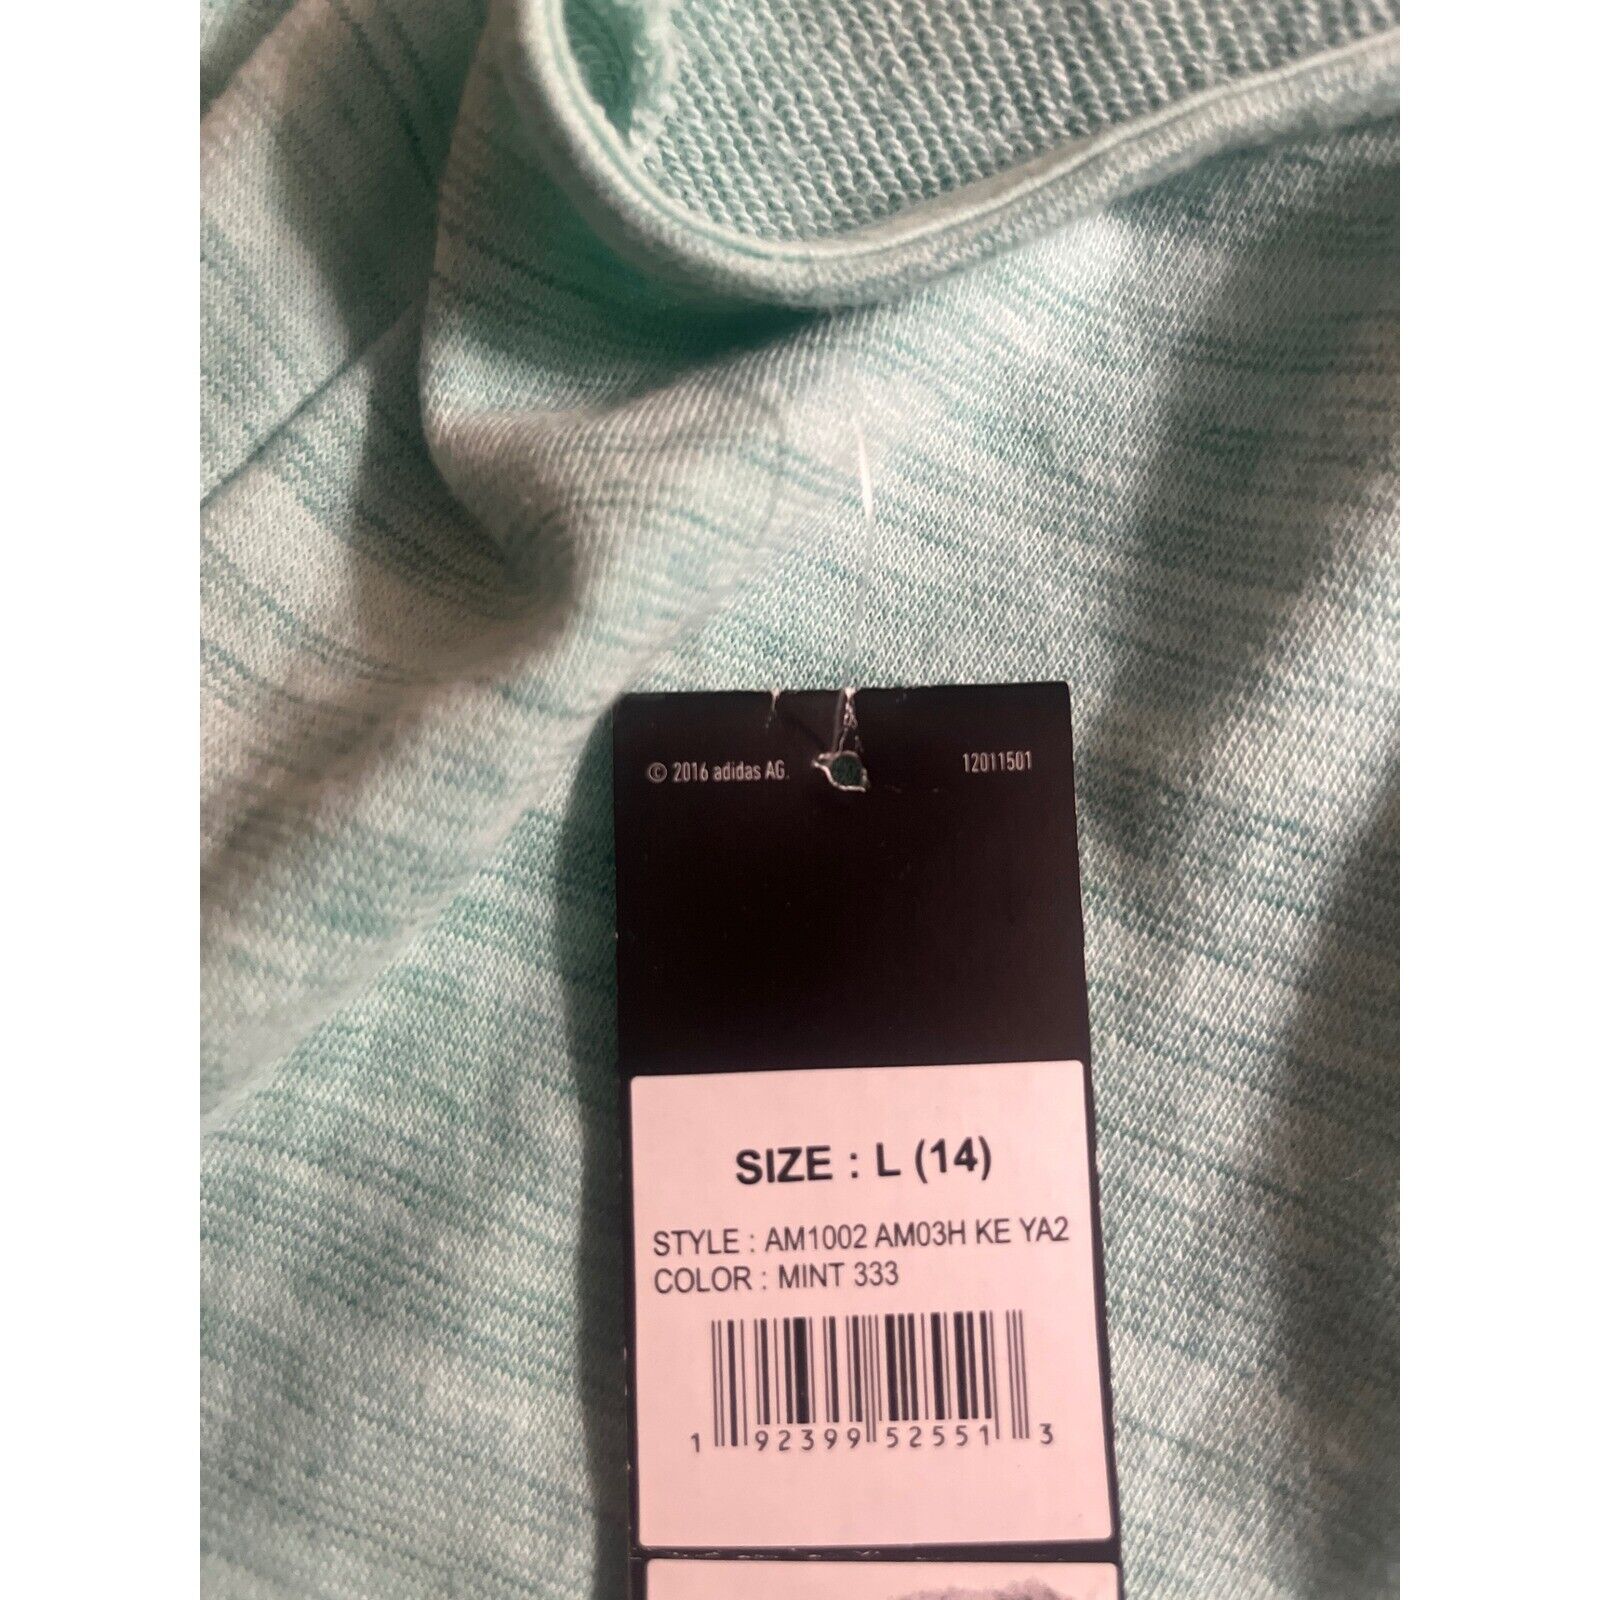 © 2016 adidas AG.
12011501
SIZE : L (14)
STYLE : AM1002 AM03H KE YA2
COLOR : MINT 333
1 92399 52551 3